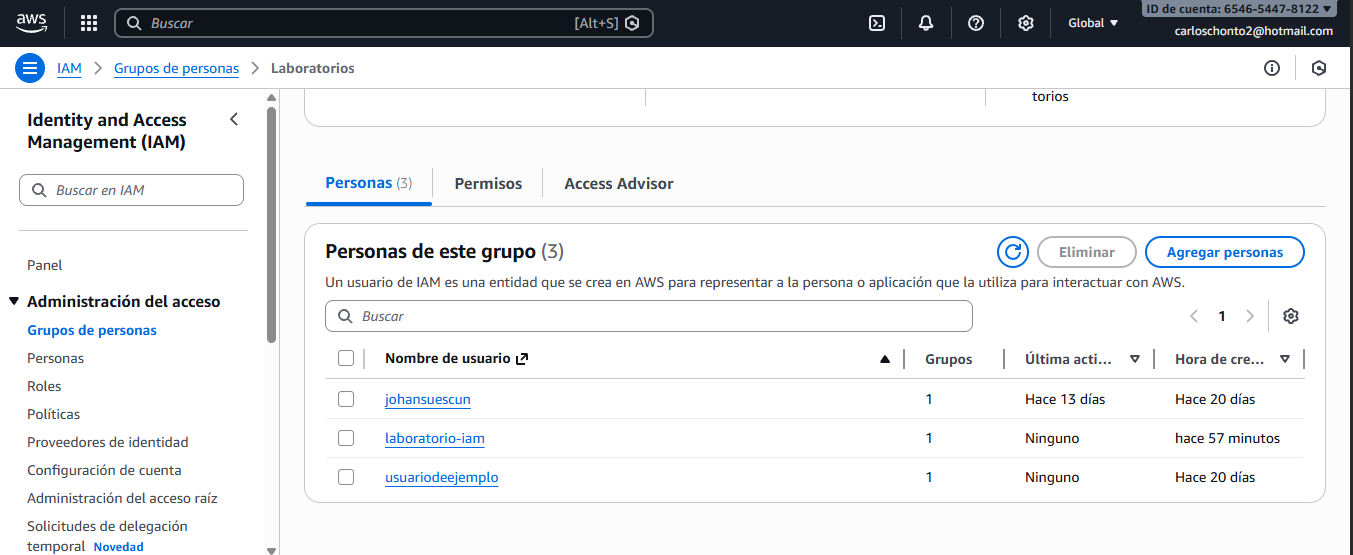 aws
Buscar
[Alt+S]
Global
ID de cuenta: 6546-5447-8122
carloschonto2@hotmail.com
IAM
Grupos de personas
Laboratorios
Identity and Access
Management (IAM)
Buscar en IAM
Panel
Administración del acceso
Grupos de personas
Personas
Roles
Políticas
Proveedores de identidad
Configuración de cuenta
Administración del acceso raíz
Solicitudes de delegación
temporal Novedad
torios
Personas (3) Permisos Access Advisor
Personas de este grupo (3)
Eliminar
Agregar personas
Un usuario de IAM es una entidad que se crea en AWS para representar a la persona o aplicación que la utiliza para interactuar con AWS.
Buscar
1
Nombre de usuario Grupos Última acti... Hora de cre...
johansuescun 1 Hace 13 días Hace 20 días
laboratorio-iam 1 Ninguno hace 57 minutos
usuariodeejemplo 1 Ninguno Hace 20 días